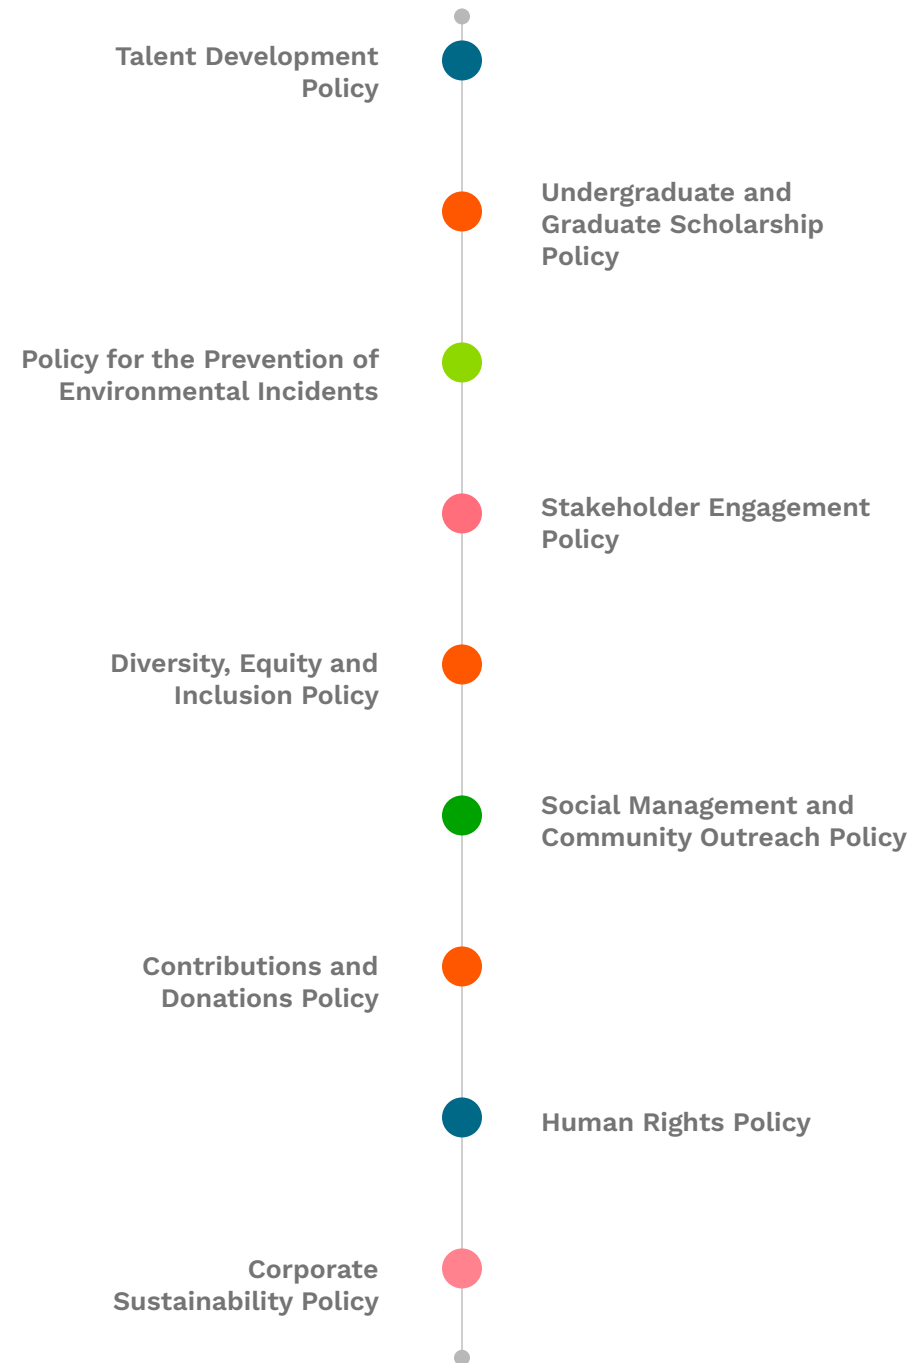 Talent Development
Policy
Undergraduate and
Graduate Scholarship
Policy
Policy for the Prevention of
Environmental Incidents
Stakeholder Engagement
Policy
Diversity, Equity and
Inclusion Policy
Social Management and
Community Outreach Policy
Contributions and
Donations Policy
Human Rights Policy
Corporate
Sustainability Policy